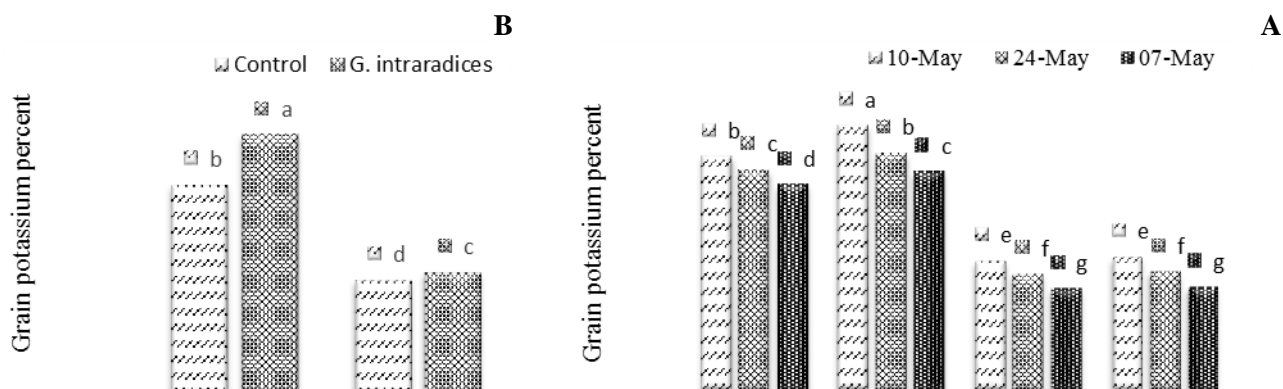 B
Control G. intraradices
Grain potassium percent
b
a
d
c
A
10-May 24-May 07-May
Grain potassium percent
b
c
d
a
b
c
e
f
g
e
f
g